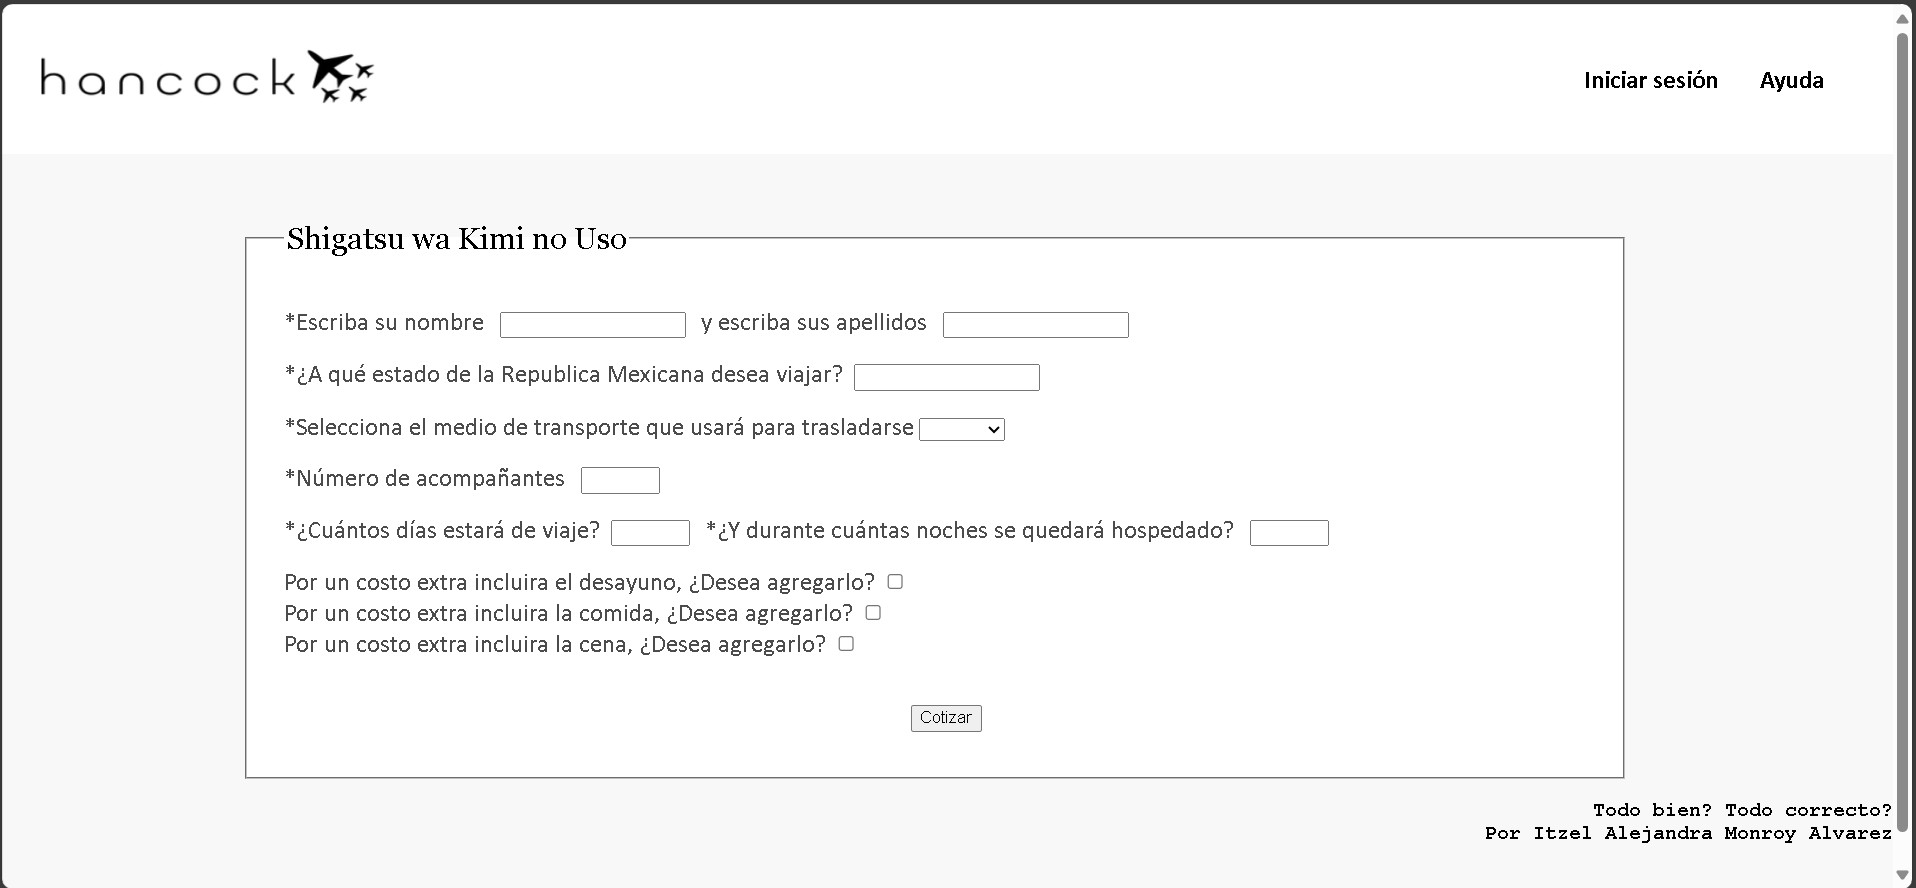 hancock
Iniciar sesión Ayuda
Shigatsu wa Kimi no Uso
*Escriba su nombre y escriba sus apellidos
*¿A qué estado de la Republica Mexicana desea viajar?
*Selecciona el medio de transporte que usará para trasladarse
*Número de acompañantes
*¿Cuántos días estará de viaje? *¿Y durante cuántas noches se quedará hospedado?
Por un costo extra incluira el desayuno, ¿Desea agregarlo?
Por un costo extra incluira la comida, ¿Desea agregarlo?
Por un costo extra incluira la cena, ¿Desea agregarlo?
Cotizar
Todo bien? Todo correcto?
Por Itzel Alejandra Monroy Alvarez